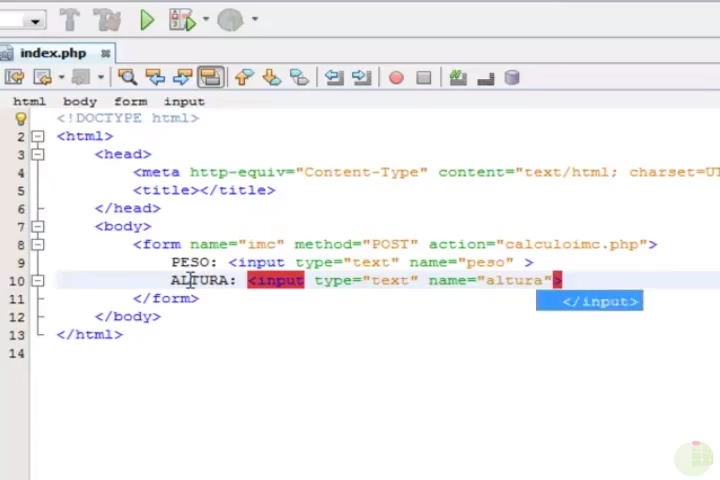 index.php
html body form input
<!DOCTYPE html>
2 <html>
3 <head>
4 <meta http-equiv="Content-Type" content="text/html; charset=UT
5 <title></title>
6 </head>
7 <body>
8 <form name="imc" method="POST" action="calculoimc.php">
9 PESO: <input type="text" name="peso" >
10 ALTURA: <input type="text" name="altura">
</input>
11 </form>
12 </body>
13 </html>
14